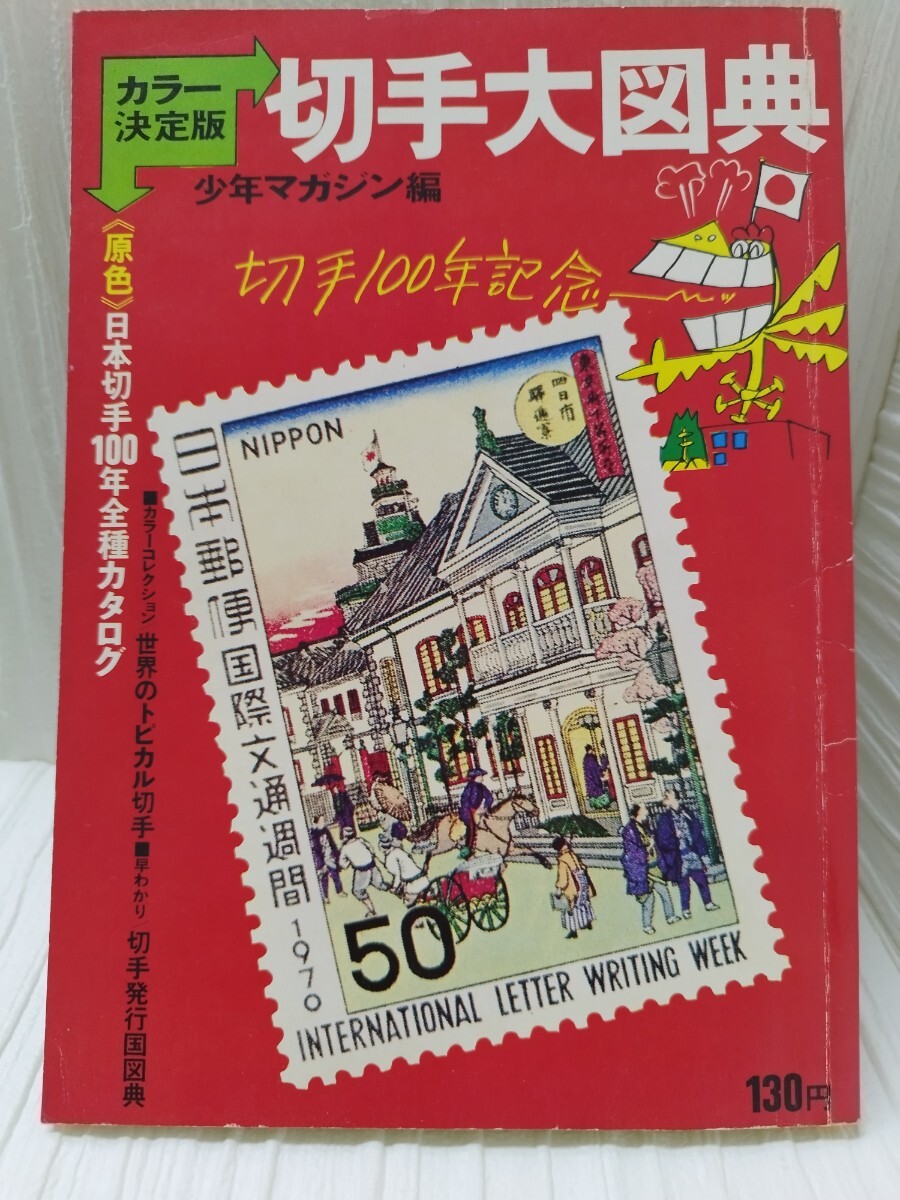 カラー
決定版
切手大図典
少年マガジン編
切手100年記念
《原色》日本切手100年全種カタログ
■カラーコレクション 世界のトピカル切手■早わかり 切手発行国図典
NIPPON
日本郵便
国際文通週間 1970
四日市
驛逓寮
50
INTERNATIONAL LETTER WRITING WEEK
130円